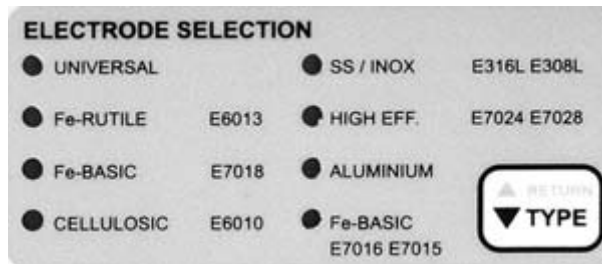 ELECTRODE SELECTION
UNIVERSAL
Fe-RUTILE E6013
Fe-BASIC E7018
CELLULOSIC E6010
SS / INOX E316L E308L
HIGH EFF. E7024 E7028
ALUMINIUM
Fe-BASIC
E7016 E7015
RETURN
TYPE